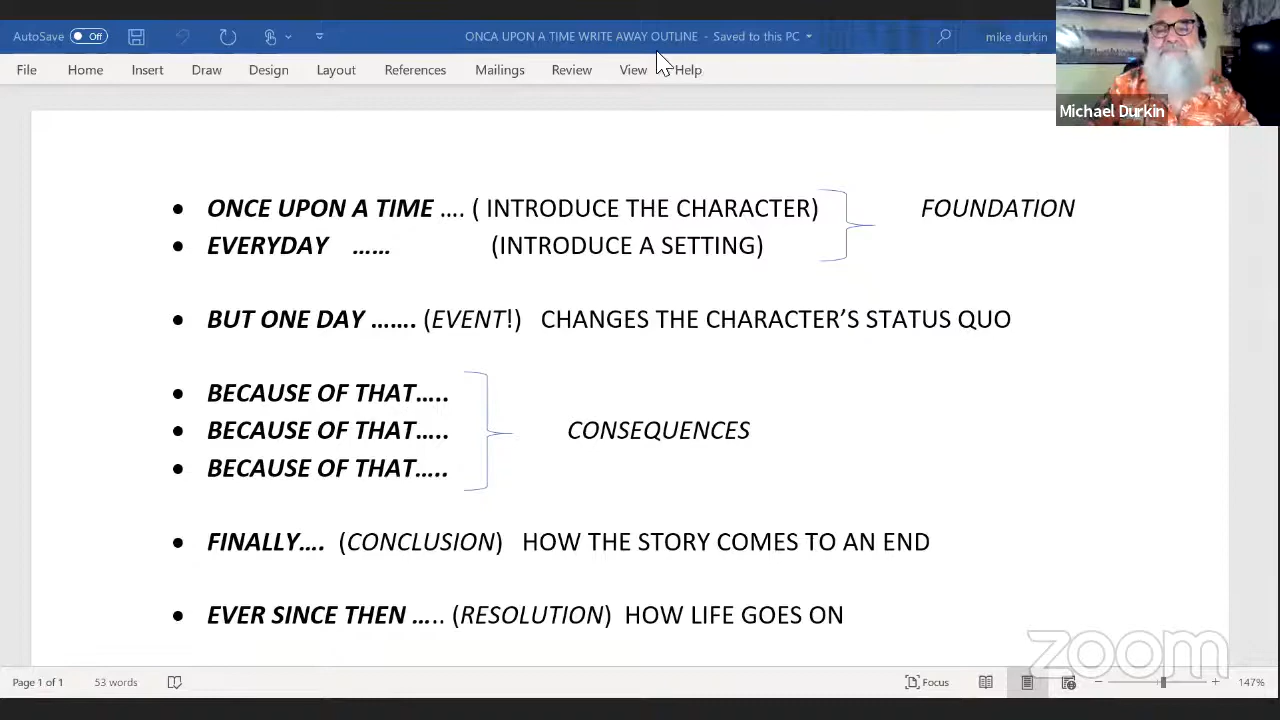 AutoSave Off ONCA UPON A TIME WRITE AWAY OUTLINE - Saved to this PC mike durkin
File Home Insert Draw Design Layout References Mailings Review View Help
Michael Durkin
• ONCE UPON A TIME …. ( INTRODUCE THE CHARACTER) FOUNDATION
• EVERYDAY …… (INTRODUCE A SETTING)
• BUT ONE DAY ……. (EVENT!) CHANGES THE CHARACTER’S STATUS QUO
• BECAUSE OF THAT…..
• BECAUSE OF THAT….. CONSEQUENCES
• BECAUSE OF THAT…..
• FINALLY…. (CONCLUSION) HOW THE STORY COMES TO AN END
• EVER SINCE THEN ….. (RESOLUTION) HOW LIFE GOES ON
zoom
Page 1 of 1 53 words Focus 147%